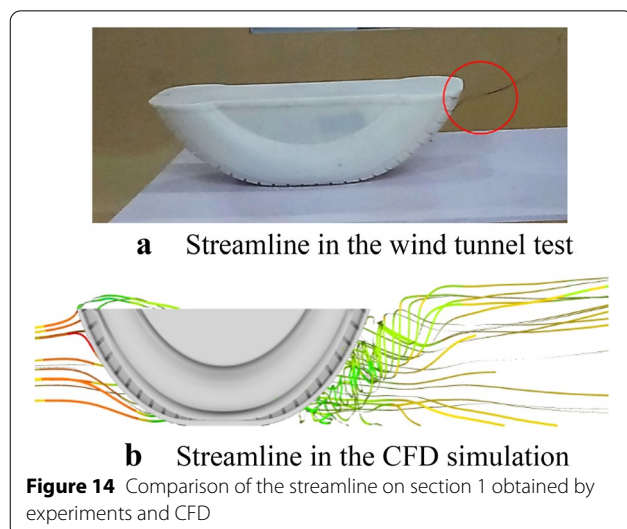 a Streamline in the wind tunnel test
b Streamline in the CFD simulation
Figure 14 Comparison of the streamline on section 1 obtained by
experiments and CFD